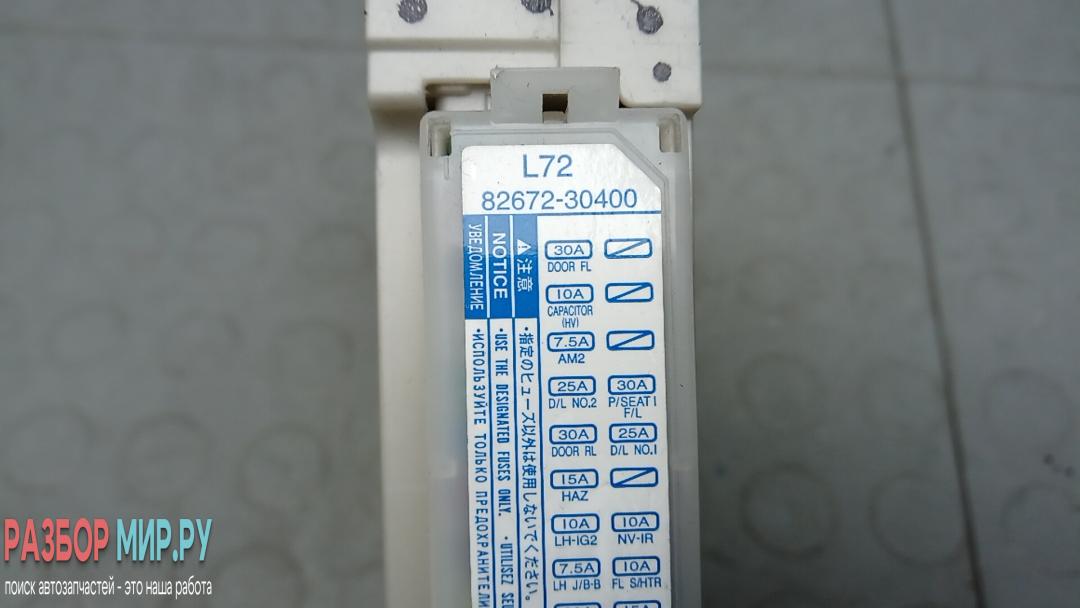 L72
82672-30400
⚠注意
NOTICE
УВЕДОМЛЕНИЕ
・指定のヒューズ以外は使用しないでください。
・USE THE DESIGNATED FUSES ONLY.
・UTILISEZ
・ИСПОЛЬЗУЙТЕ ТОЛЬКО
30A
DOOR FL
10A
CAPACITOR
(HV)
7.5A
AM2
25A 30A
D/L NO.2 P/SEAT1
F/L
30A 25A
DOOR RL D/L NO.1
15A
HAZ
10A 10A
LH-IG2 NV-IR
7.5A 10A
LH J/B-B FL S/HTR
РАЗБОР МИР.РУ
поиск автозапчастей - это наша работа